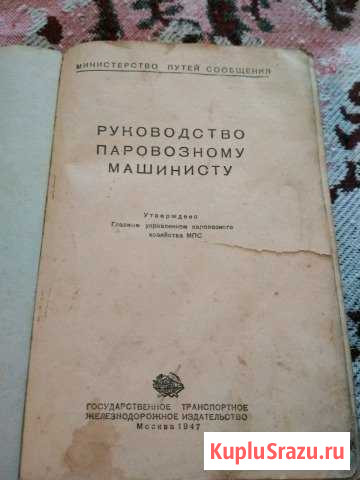 МИНИСТЕРСТВО ПУТЕЙ СООБЩЕНИЯ
РУКОВОДСТВО
ПАРОВОЗНОМУ
МАШИНИСТУ
Утверждено
Главным управлением паровозного
хозяйства МПС
ГОСУДАРСТВЕННОЕ ТРАНСПОРТНОЕ
ЖЕЛЕЗНОДОРОЖНОЕ ИЗДАТЕЛЬСТВО
Москва 1947
KupluSrazu.ru